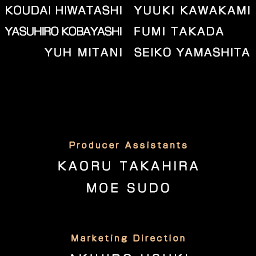 KOUDAI HIWATASHI YUUKI KAWAKAMI
YASUHIRO KOBAYASHI FUMI TAKADA
YUH MITANI SEIKO YAMASHITA
Producer Assistants
KAORU TAKAHIRA
MOE SUDO
Marketing Direction